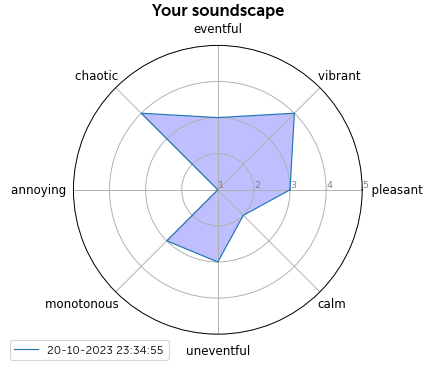 Your soundscape
eventful
chaotic
vibrant
annoying
1 2 3 4 5
pleasant
monotonous
calm
20-10-2023 23:34:55
uneventful